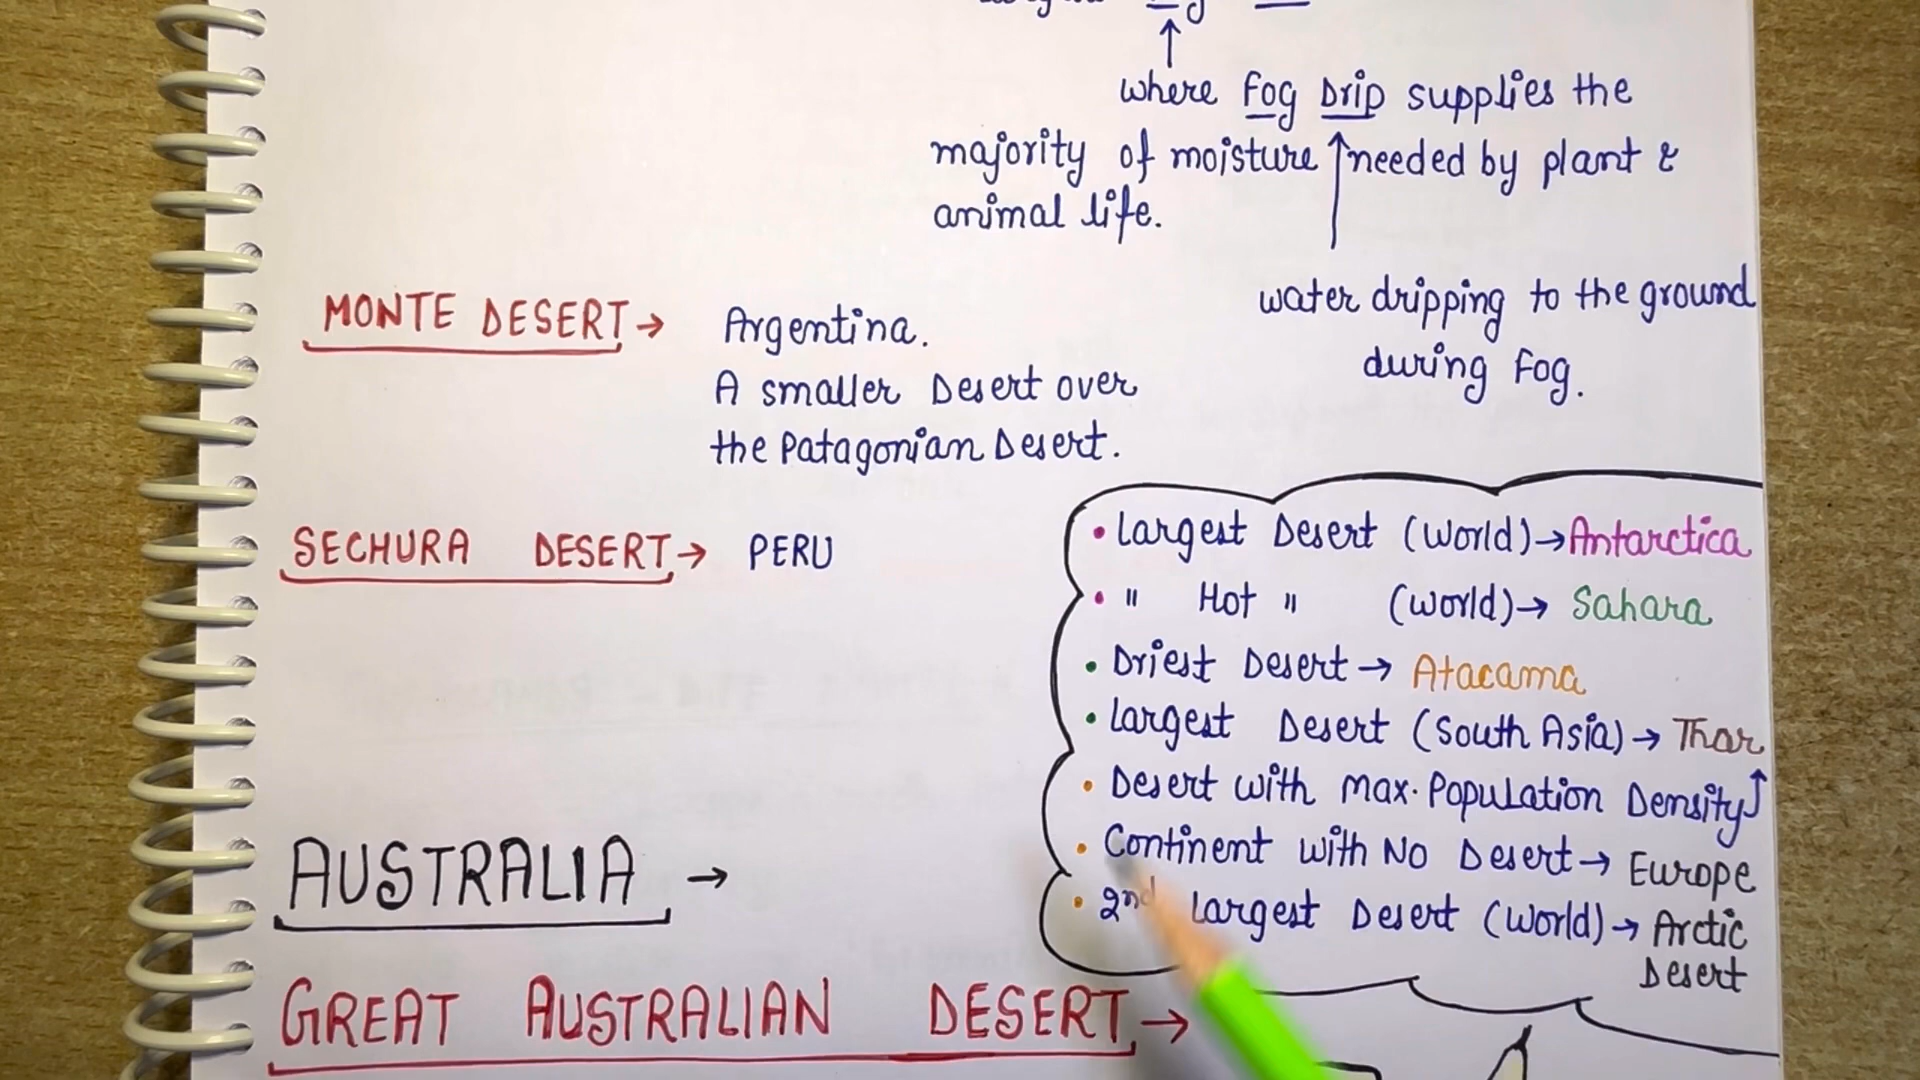 where Fog Drip supplies the
majority of moisture needed by plant &
animal life.
water dripping to the ground
during Fog.
MONTE DESERT → Argentina.
A smaller Desert over
the Patagonian Desert.
SECHURA DESERT → PERU
• Largest Desert (World) → Antarctica
• " Hot " (World) → Sahara
• Driest Desert → Atacama
• Largest Desert (South Asia) → Thar
• Desert with max. Population Density
• Continent with No Desert → Europe
• 2nd largest Desert (World) → Arctic
Desert
AUSTRALIA →
GREAT AUSTRALIAN DESERT →